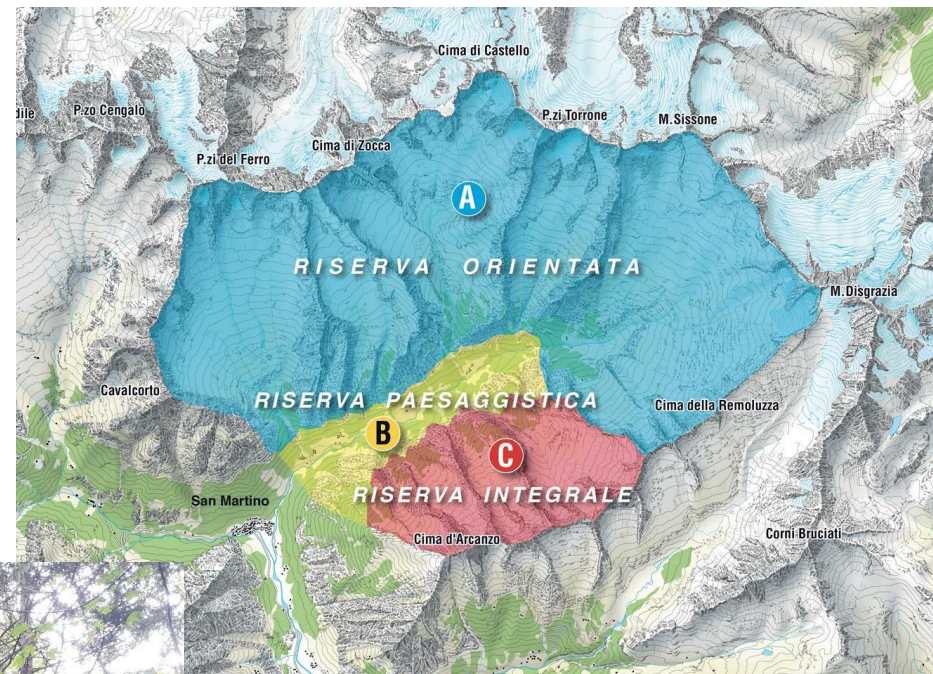 Cima di Castello
dile
P.zo Cengalo
P.zi Torrone
M.Sissone
Cima di Zocca
P.zi del Ferro
A
RISERVA ORIENTATA
M.Disgrazia
Cavalcorto
RISERVA PAESAGGISTICA
Cima della Remoluzza
B
C
San Martino
RISERVA INTEGRALE
Cima d'Arcanzo
Corni Bruciati